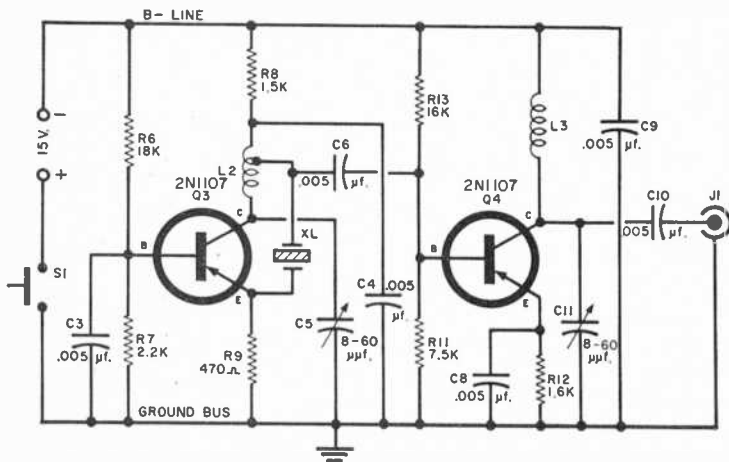 B- LINE
R8
1.5K
R13
16K
-
15 V.
+
R6
18K
L2
C6
.005 µf.
L3
C9
.005 µf.
2N1107
Q3
2N1107
Q4
C10
.005 µf.
J1
C
C
XL
B
B
S1
E
E
C4
.005
µf.
C3
.005 µf.
R7
2.2K
C5
8-60
µµf.
C11
8-60
µµf.
R9
470Ω
R11
7.5K
C8
.005 µf.
R12
1.6K
GROUND BUS